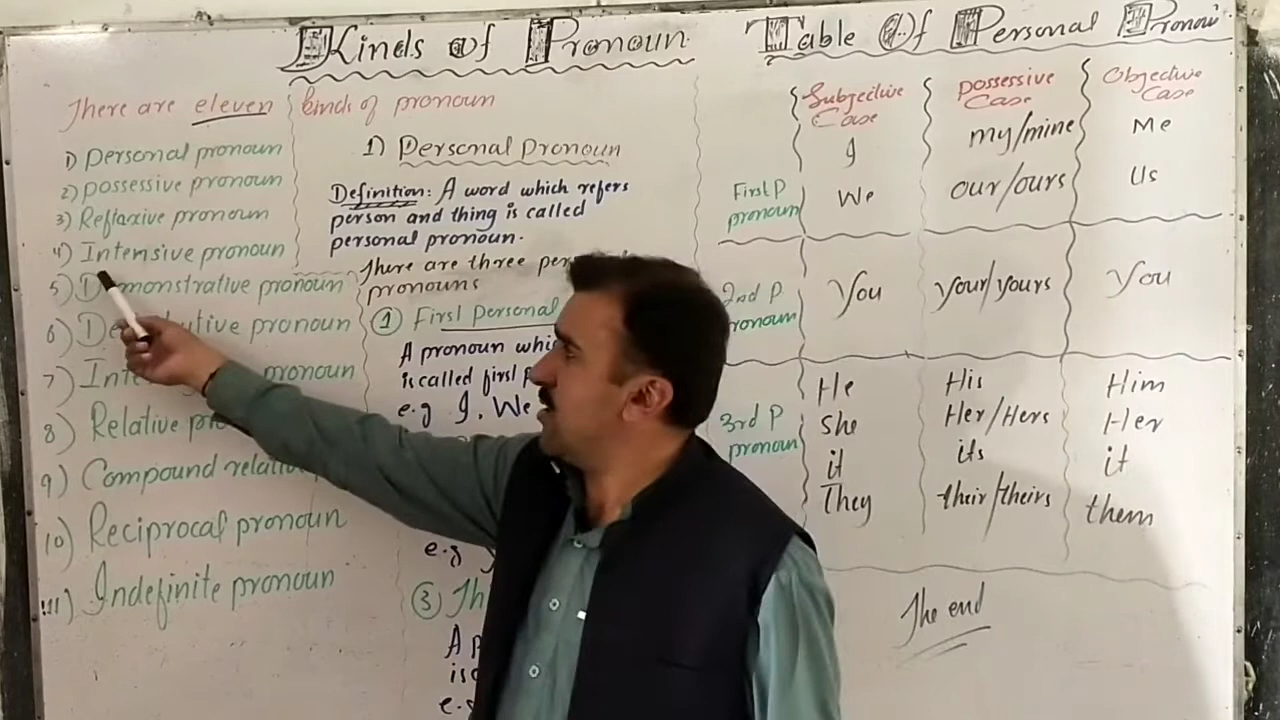 Kinds Of Pronoun
There are eleven kinds of pronoun
1) Personal pronoun
2) possessive pronoun
3) Reflaxive pronoun
4) Intensive pronoun
5) D monstrative pronoun
6) De utive pronoun
7) Inte pronoun
8) Relative p
9) Compound relati
10) Reciprocal pronoun
11) Indefinite pronoun
1) Personal Pronoun
Definition: A word which refers
person and thing is called
personal pronoun.
There are three per
pronouns
1 First personal
A pronoun whi
is called first p
e.g I, We
e.g
3 Th
A p
is
e.g
Table Of Personal Pronou
Subjective Case possessive Case Objective Case
I my/mine Me
First P pronoun We our/ours Us
2nd P ronoun You your/yours You
He His Him
3rd P pronoun She Her/Hers Her
it its it
They their/theirs them
The end